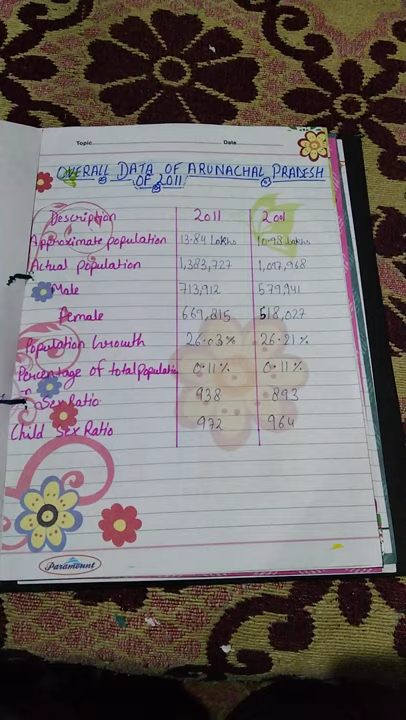 Topic Date
OVERALL DATA OF ARUNACHAL PRADESH
OF 2011
Description 2011 2001
Approximate population 13.84 Lakhs 10.98 Lakhs
Actual population 1,383,727 1,097,968
Male 713,912 579,941
Female 669,815 518,027
Population Growth 26.03% 26.21%
Percentage of total population 0.11% 0.11%
Sex Ratio 938 893
Child Sex Ratio 972 964
Paramount